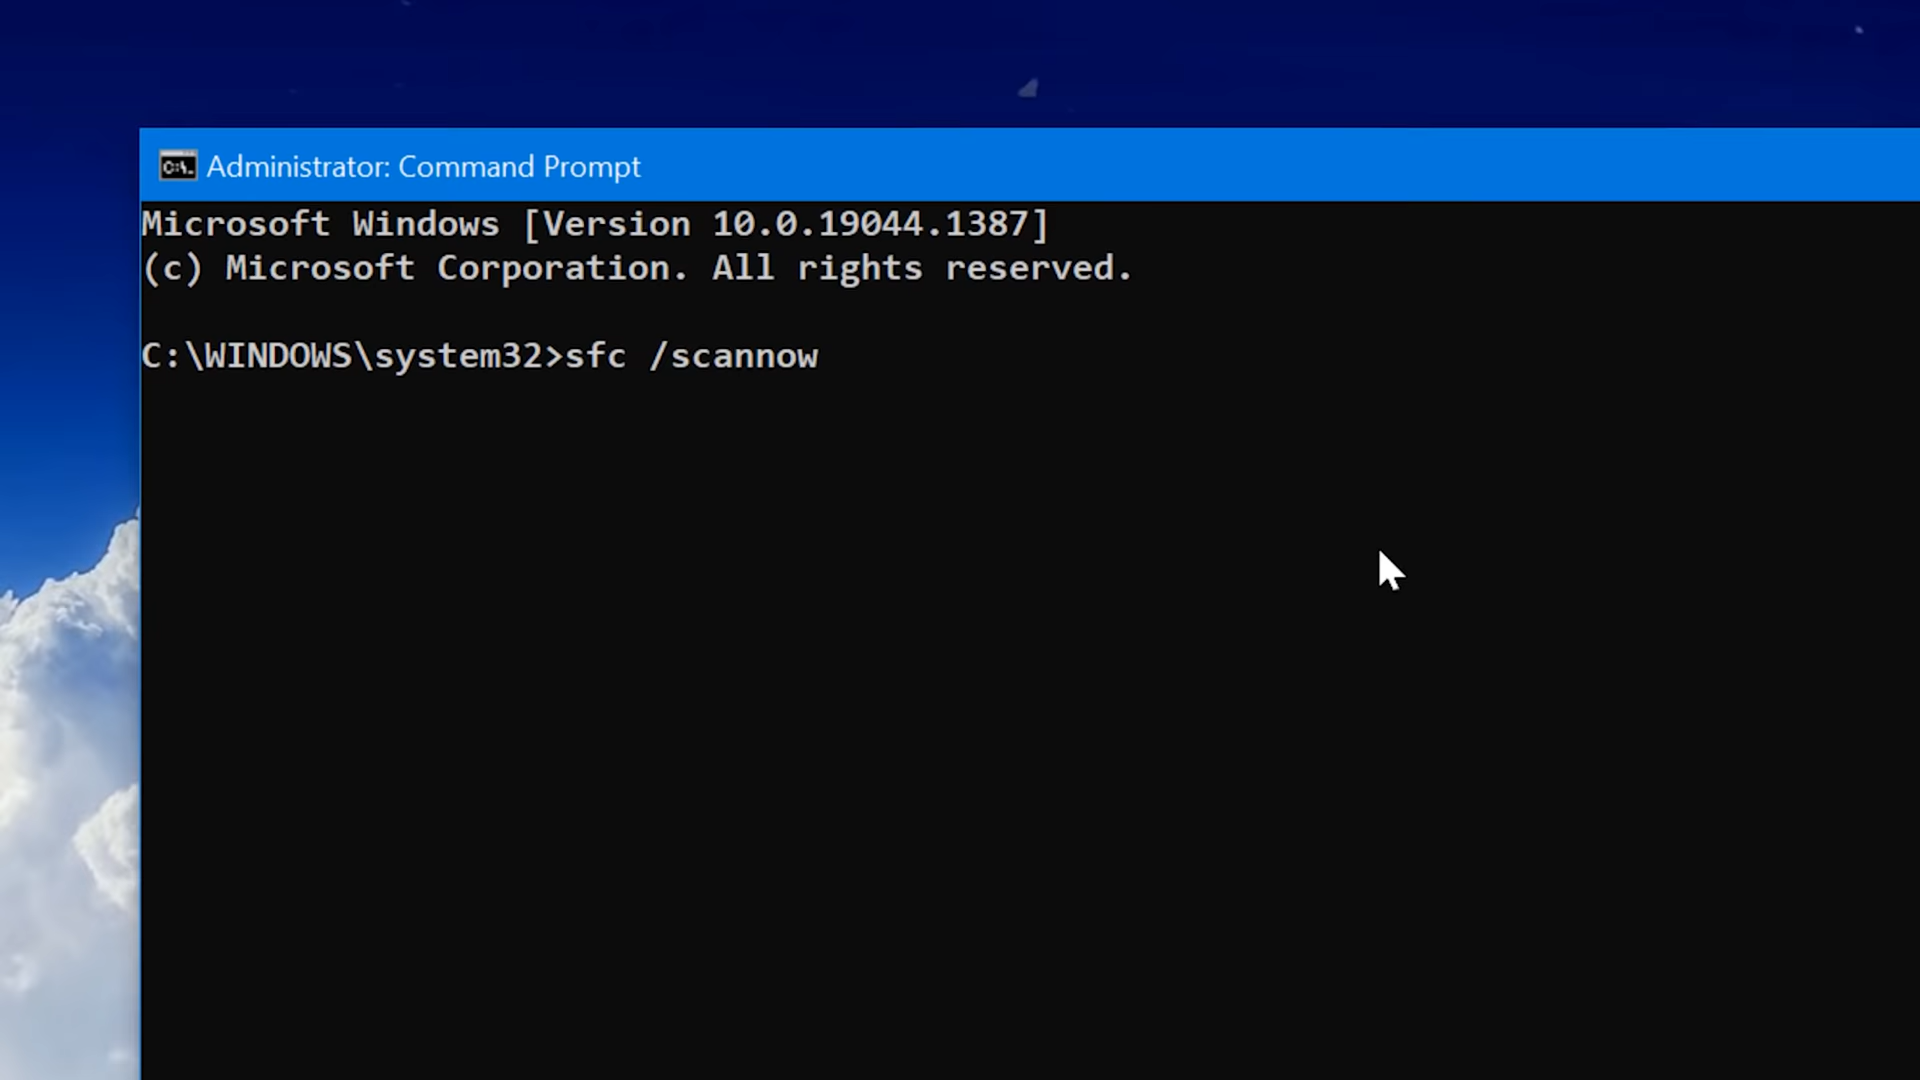 Administrator: Command Prompt
Microsoft Windows [Version 10.0.19044.1387]
(c) Microsoft Corporation. All rights reserved.
C:\WINDOWS\system32>sfc /scannow